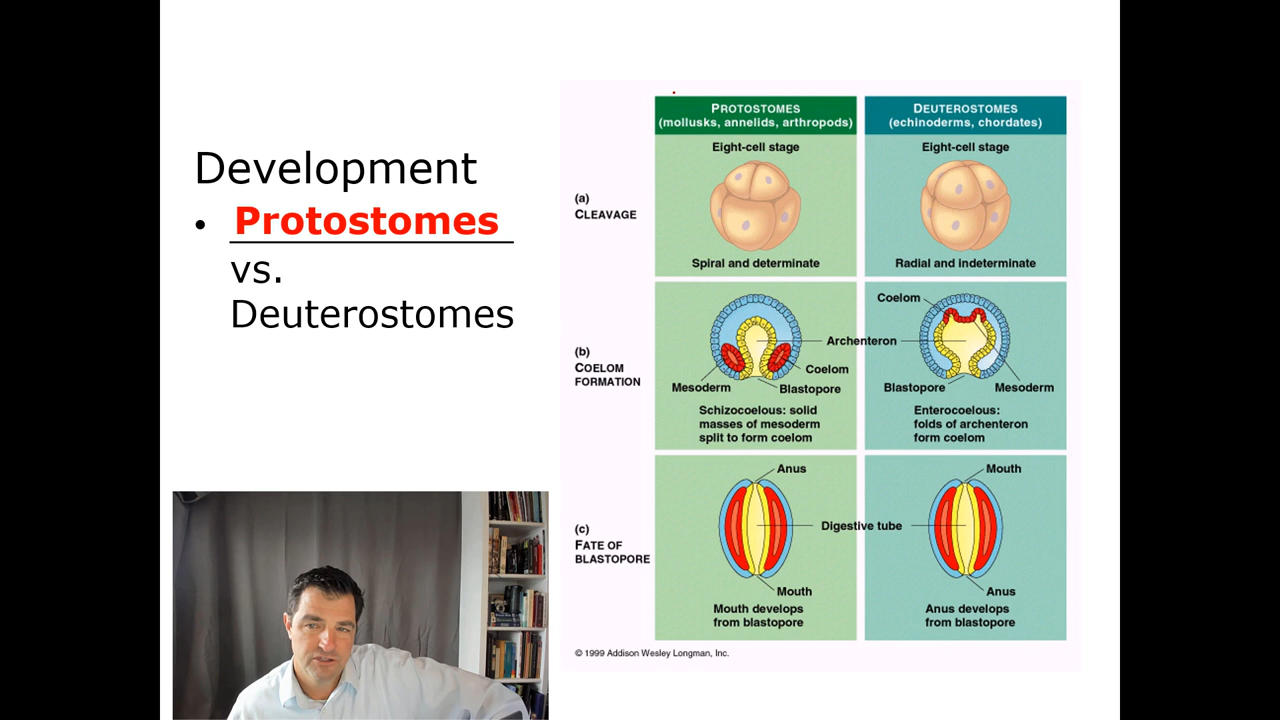 Development
• Protostomes
vs.
Deuterostomes
PROTOSTOMES
(mollusks, annelids, arthropods)
DEUTEROSTOMES
(echinoderms, chordates)
(a)
CLEAVAGE
Eight-cell stage
Spiral and determinate
Eight-cell stage
Radial and indeterminate
(b)
COELOM
FORMATION
Archenteron
Coelom
Mesoderm
Blastopore
Schizocoelous: solid
masses of mesoderm
split to form coelom
Coelom
Blastopore
Mesoderm
Enterocoelous:
folds of archenteron
form coelom
(c)
FATE OF
BLASTOPORE
Anus
Digestive tube
Mouth
Mouth develops
from blastopore
Mouth
Anus
Anus develops
from blastopore
© 1999 Addison Wesley Longman, Inc.